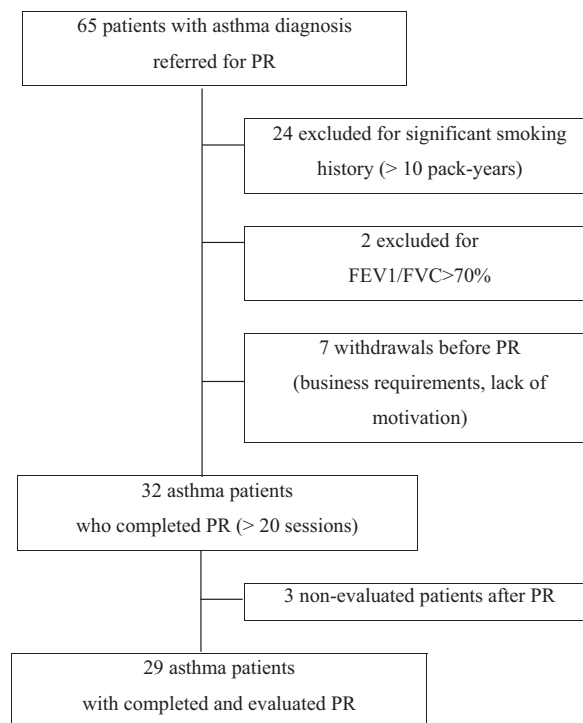 65 patients with asthma diagnosis
referred for PR
24 excluded for significant smoking
history (> 10 pack-years)
2 excluded for
FEV1/FVC>70%
7 withdrawals before PR
(business requirements, lack of
motivation)
32 asthma patients
who completed PR (> 20 sessions)
3 non-evaluated patients after PR
29 asthma patients
with completed and evaluated PR